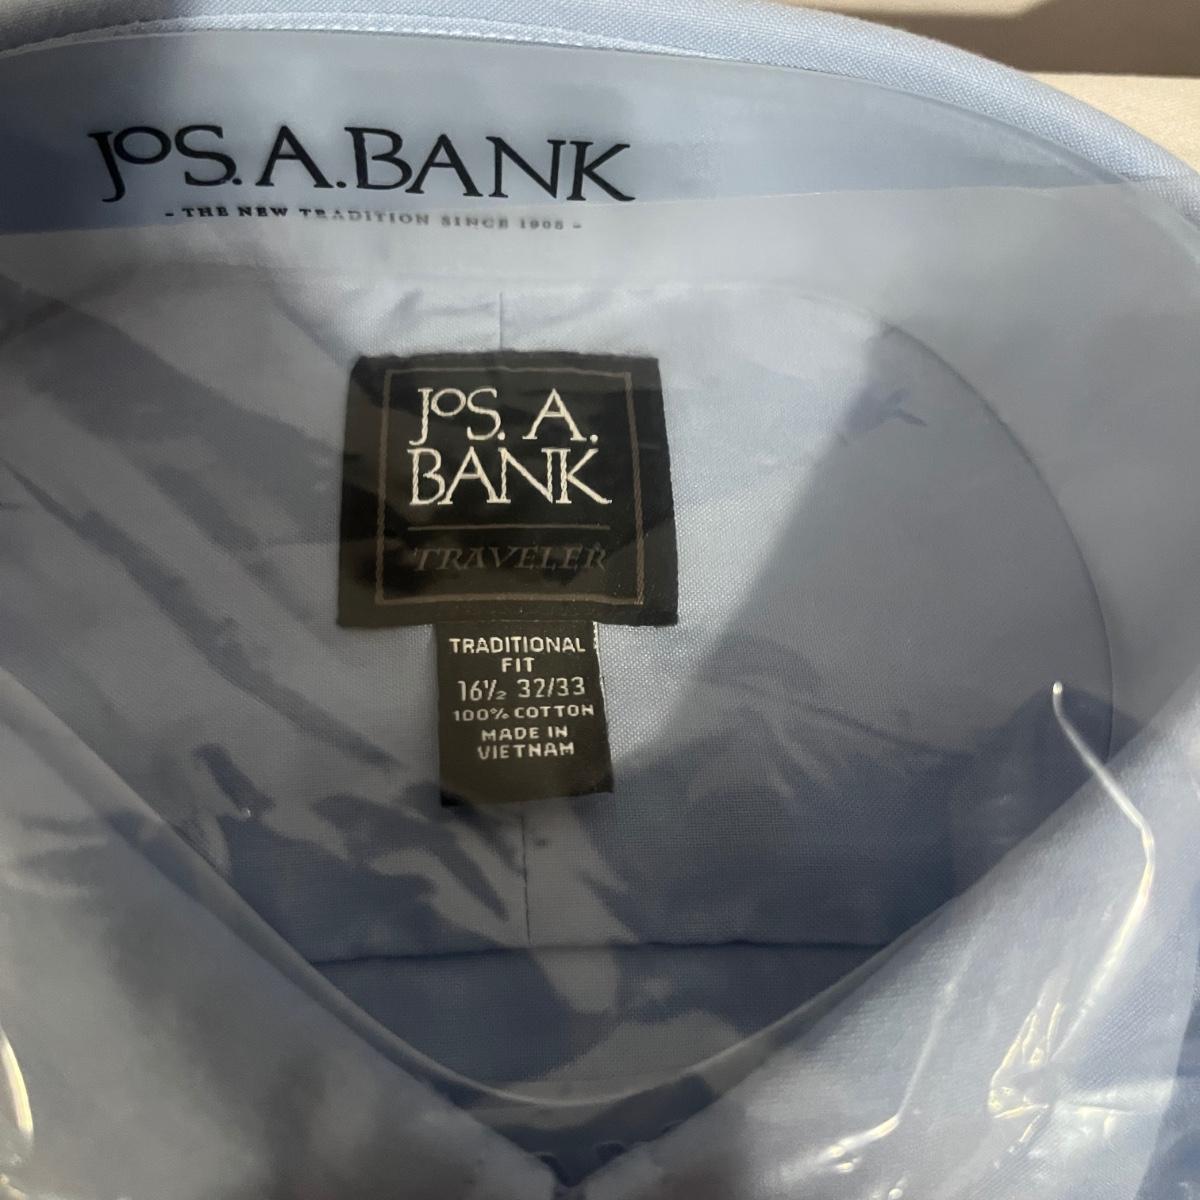 JOS. A. BANK
- THE NEW TRADITION SINCE 1905 -
JOS. A.
BANK
TRAVELER
TRADITIONAL
FIT
16½ 32/33
100% COTTON
MADE IN
VIETNAM